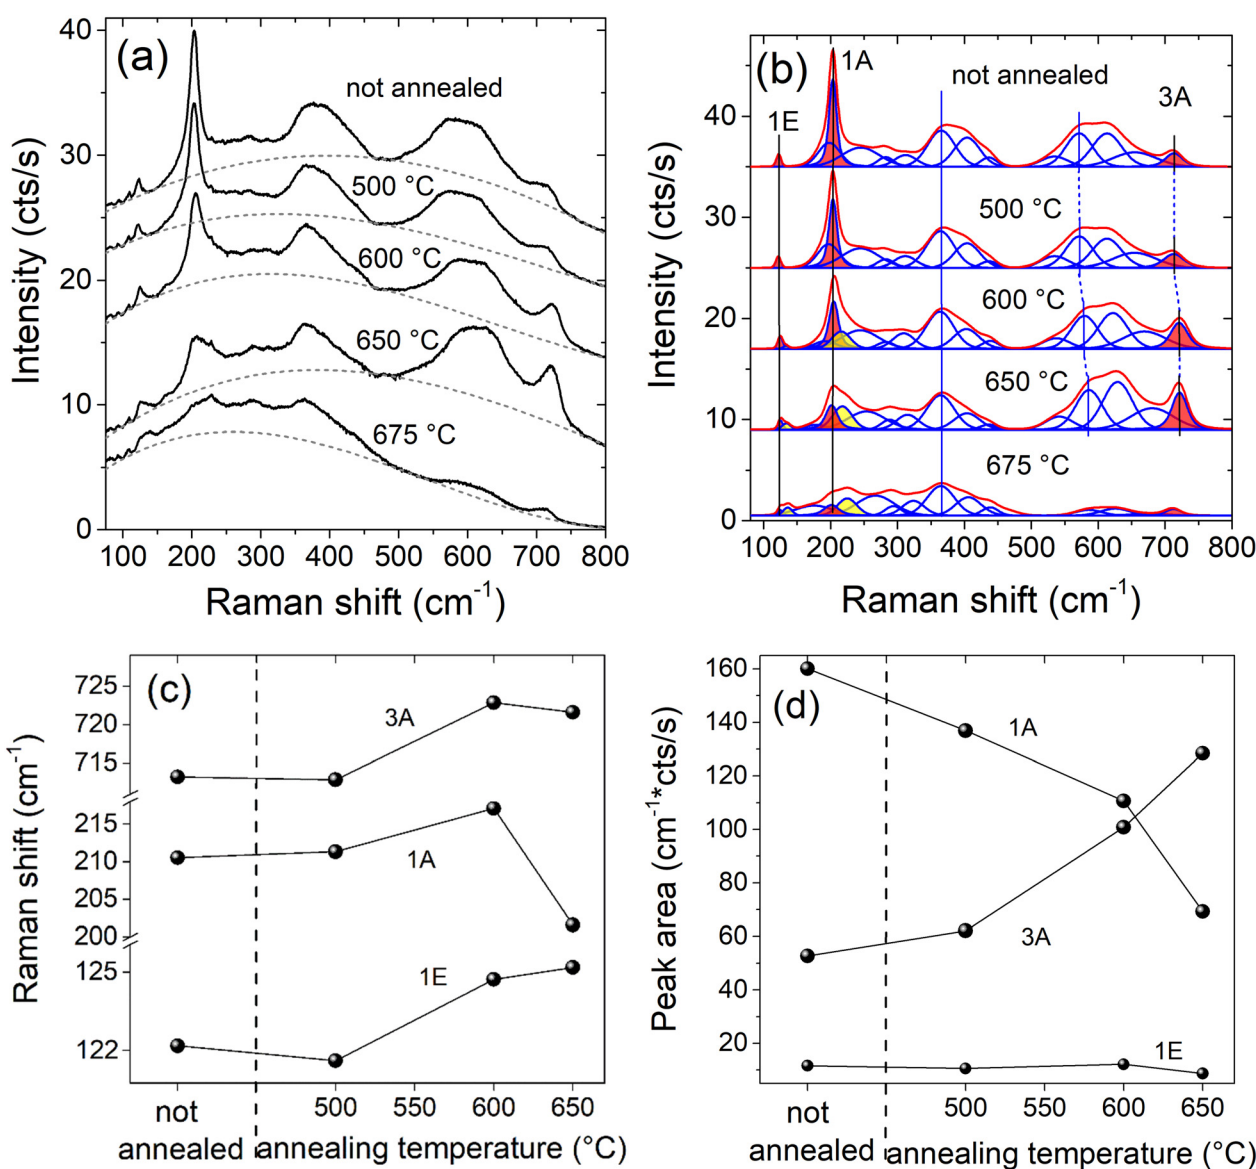 (a)
not annealed
500 °C
600 °C
650 °C
675 °C
40
30
20
10
0
Intensity (cts/s)
100 200 300 400 500 600 700 800
Raman shift (cm⁻¹)
(b)
1E
1A
not annealed
3A
500 °C
600 °C
650 °C
675 °C
40
30
20
10
0
Intensity (cts/s)
100 200 300 400 500 600 700 800
Raman shift (cm⁻¹)
(c)
3A
1A
1E
725
720
715
215
210
205
200
125
122
Raman shift (cm⁻¹)
not
annealed
500 550 600 650
annealing temperature (°C)
(d)
1A
3A
1E
160
140
120
100
80
60
40
20
Peak area (cm⁻¹*cts/s)
not
annealed
500 550 600 650
annealing temperature (°C)